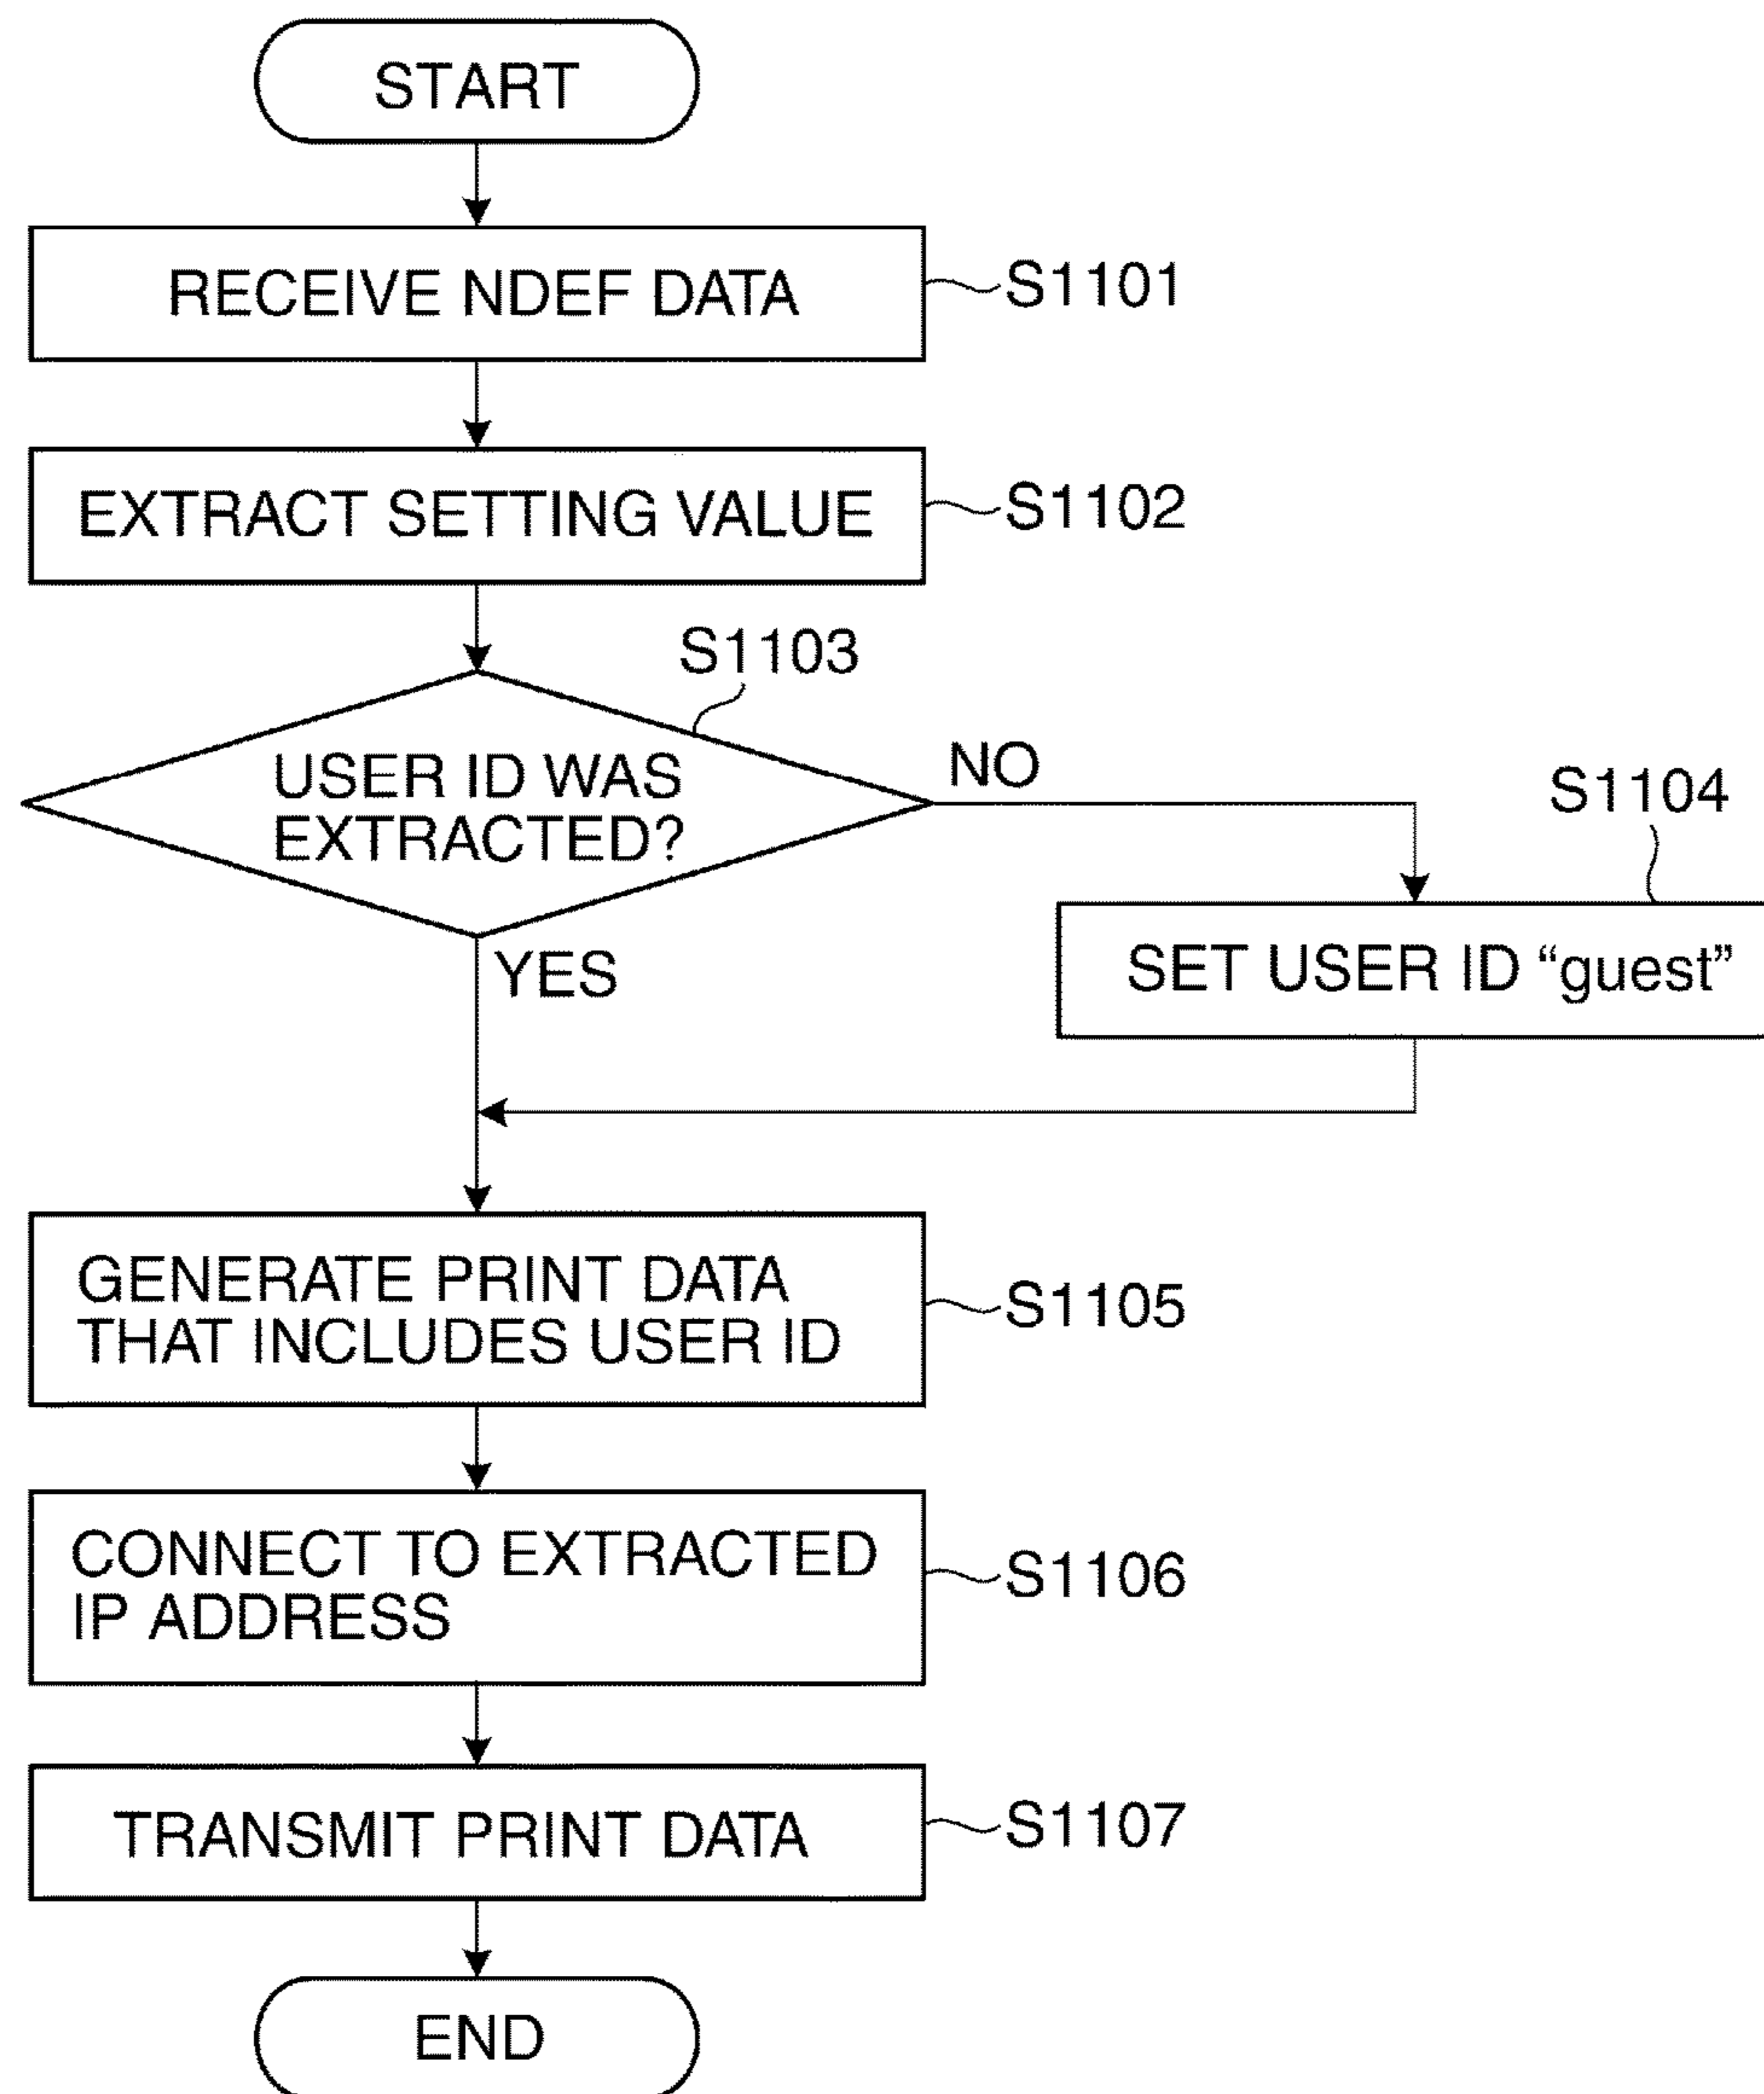 START
RECEIVE NDEF DATA
S1101
EXTRACT SETTING VALUE
S1102
S1103
USER ID WAS
EXTRACTED?
NO
S1104
YES
SET USER ID “guest”
GENERATE PRINT DATA
THAT INCLUDES USER ID
S1105
CONNECT TO EXTRACTED
IP ADDRESS
S1106
TRANSMIT PRINT DATA
S1107
END